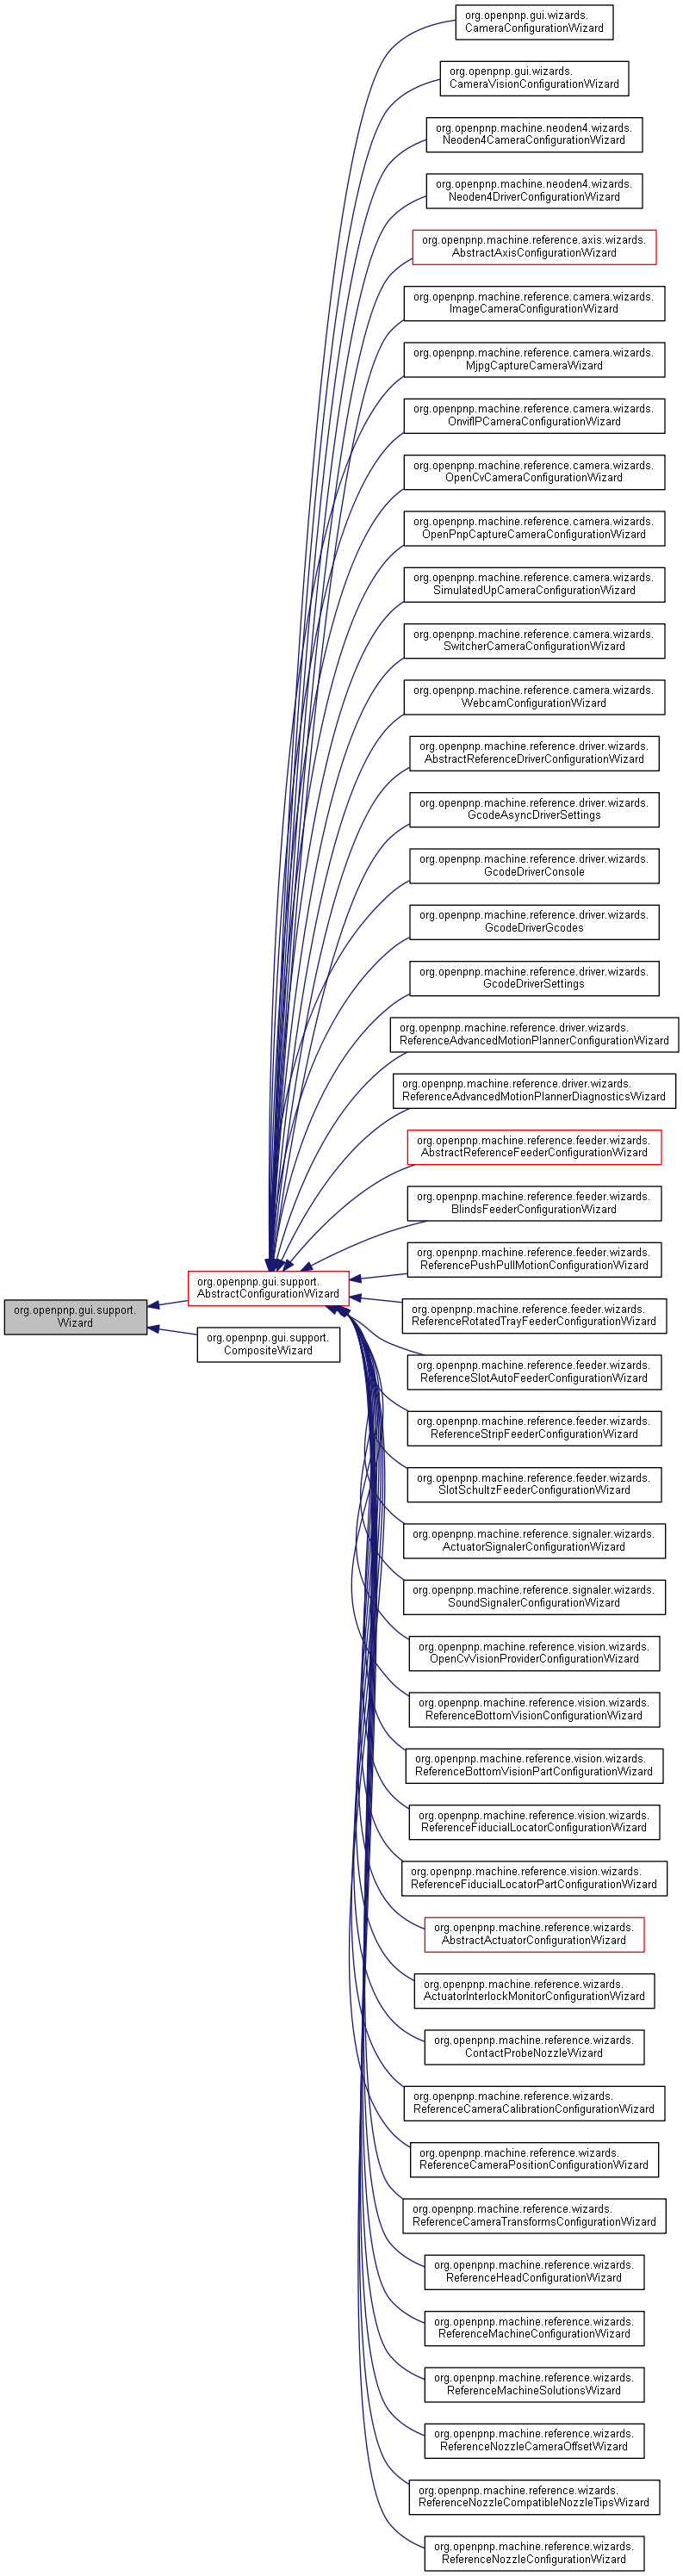 org.openpnp.gui.wizards.
CameraConfigurationWizard
org.openpnp.gui.wizards.
CameraVisionConfigurationWizard
org.openpnp.machine.neoden4.wizards.
Neoden4CameraConfigurationWizard
org.openpnp.machine.neoden4.wizards.
Neoden4DriverConfigurationWizard
org.openpnp.machine.reference.axis.wizards.
AbstractAxisConfigurationWizard
org.openpnp.machine.reference.camera.wizards.
ImageCameraConfigurationWizard
org.openpnp.machine.reference.camera.wizards.
MjpgCaptureCameraWizard
org.openpnp.machine.reference.camera.wizards.
OnvifIPCameraConfigurationWizard
org.openpnp.machine.reference.camera.wizards.
OpenCvCameraConfigurationWizard
org.openpnp.machine.reference.camera.wizards.
OpenPnpCaptureCameraConfigurationWizard
org.openpnp.machine.reference.camera.wizards.
SimulatedUpCameraConfigurationWizard
org.openpnp.machine.reference.camera.wizards.
SwitcherCameraConfigurationWizard
org.openpnp.machine.reference.camera.wizards.
WebcamConfigurationWizard
org.openpnp.machine.reference.driver.wizards.
AbstractReferenceDriverConfigurationWizard
org.openpnp.machine.reference.driver.wizards.
GcodeAsyncDriverSettings
org.openpnp.machine.reference.driver.wizards.
GcodeDriverConsole
org.openpnp.machine.reference.driver.wizards.
GcodeDriverGcodes
org.openpnp.machine.reference.driver.wizards.
GcodeDriverSettings
org.openpnp.machine.reference.driver.wizards.
ReferenceAdvancedMotionPlannerConfigurationWizard
org.openpnp.machine.reference.driver.wizards.
ReferenceAdvancedMotionPlannerDiagnosticsWizard
org.openpnp.machine.reference.feeder.wizards.
AbstractReferenceFeederConfigurationWizard
org.openpnp.machine.reference.feeder.wizards.
BlindsFeederConfigurationWizard
org.openpnp.machine.reference.feeder.wizards.
ReferencePushPullMotionConfigurationWizard
org.openpnp.gui.support.
AbstractConfigurationWizard
org.openpnp.gui.support.
Wizard
org.openpnp.machine.reference.feeder.wizards.
ReferenceRotatedTrayFeederConfigurationWizard
org.openpnp.gui.support.
CompositeWizard
org.openpnp.machine.reference.feeder.wizards.
ReferenceSlotAutoFeederConfigurationWizard
org.openpnp.machine.reference.feeder.wizards.
ReferenceStripFeederConfigurationWizard
org.openpnp.machine.reference.feeder.wizards.
SlotSchultzFeederConfigurationWizard
org.openpnp.machine.reference.signaler.wizards.
ActuatorSignalerConfigurationWizard
org.openpnp.machine.reference.signaler.wizards.
SoundSignalerConfigurationWizard
org.openpnp.machine.reference.vision.wizards.
OpenCvVisionProviderConfigurationWizard
org.openpnp.machine.reference.vision.wizards.
ReferenceBottomVisionConfigurationWizard
org.openpnp.machine.reference.vision.wizards.
ReferenceBottomVisionPartConfigurationWizard
org.openpnp.machine.reference.vision.wizards.
ReferenceFiducialLocatorConfigurationWizard
org.openpnp.machine.reference.vision.wizards.
ReferenceFiducialLocatorPartConfigurationWizard
org.openpnp.machine.reference.wizards.
AbstractActuatorConfigurationWizard
org.openpnp.machine.reference.wizards.
ActuatorInterlockMonitorConfigurationWizard
org.openpnp.machine.reference.wizards.
ContactProbeNozzleWizard
org.openpnp.machine.reference.wizards.
ReferenceCameraCalibrationConfigurationWizard
org.openpnp.machine.reference.wizards.
ReferenceCameraPositionConfigurationWizard
org.openpnp.machine.reference.wizards.
ReferenceCameraTransformsConfigurationWizard
org.openpnp.machine.reference.wizards.
ReferenceHeadConfigurationWizard
org.openpnp.machine.reference.wizards.
ReferenceMachineConfigurationWizard
org.openpnp.machine.reference.wizards.
ReferenceMachineSolutionsWizard
org.openpnp.machine.reference.wizards.
ReferenceNozzleCameraOffsetWizard
org.openpnp.machine.reference.wizards.
ReferenceNozzleCompatibleNozzleTipsWizard
org.openpnp.machine.reference.wizards.
ReferenceNozzleConfigurationWizard